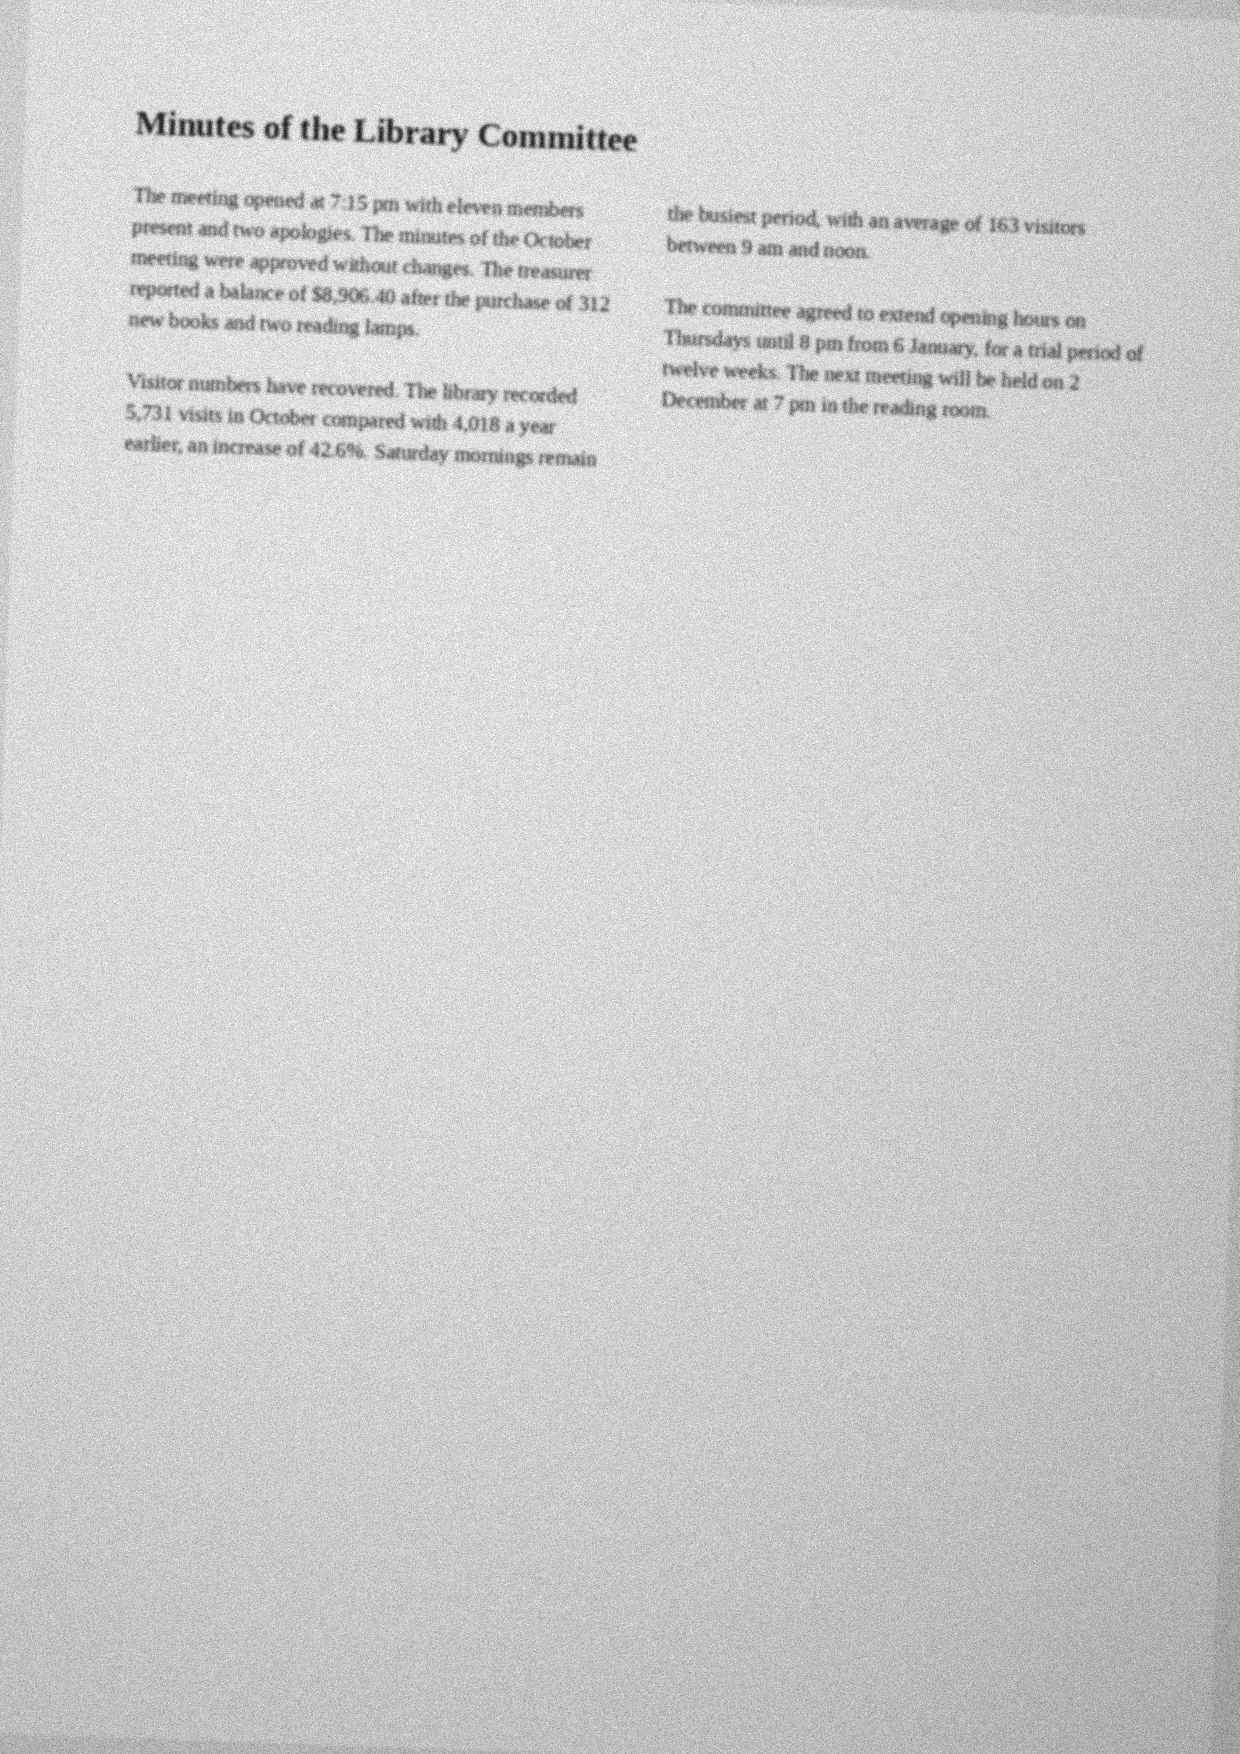 Minutes of the Library Committee
The meeting opened at 7:15 pm with eleven members
present and two apologies. The minutes of the October
meeting were approved without changes. The treasurer
reported a balance of $8,906.40 after the purchase of 312
new books and two reading lamps.
Visitor numbers have recovered. The library recorded
5,731 visits in October compared with 4,018 a year
earlier, an increase of 42.6%. Saturday mornings remain
the busiest period, with an average of 163 visitors
between 9 am and noon.
The committee agreed to extend opening hours on
Thursdays until 8 pm from 6 January, for a trial period of
twelve weeks. The next meeting will be held on 2
December at 7 pm in the reading room.